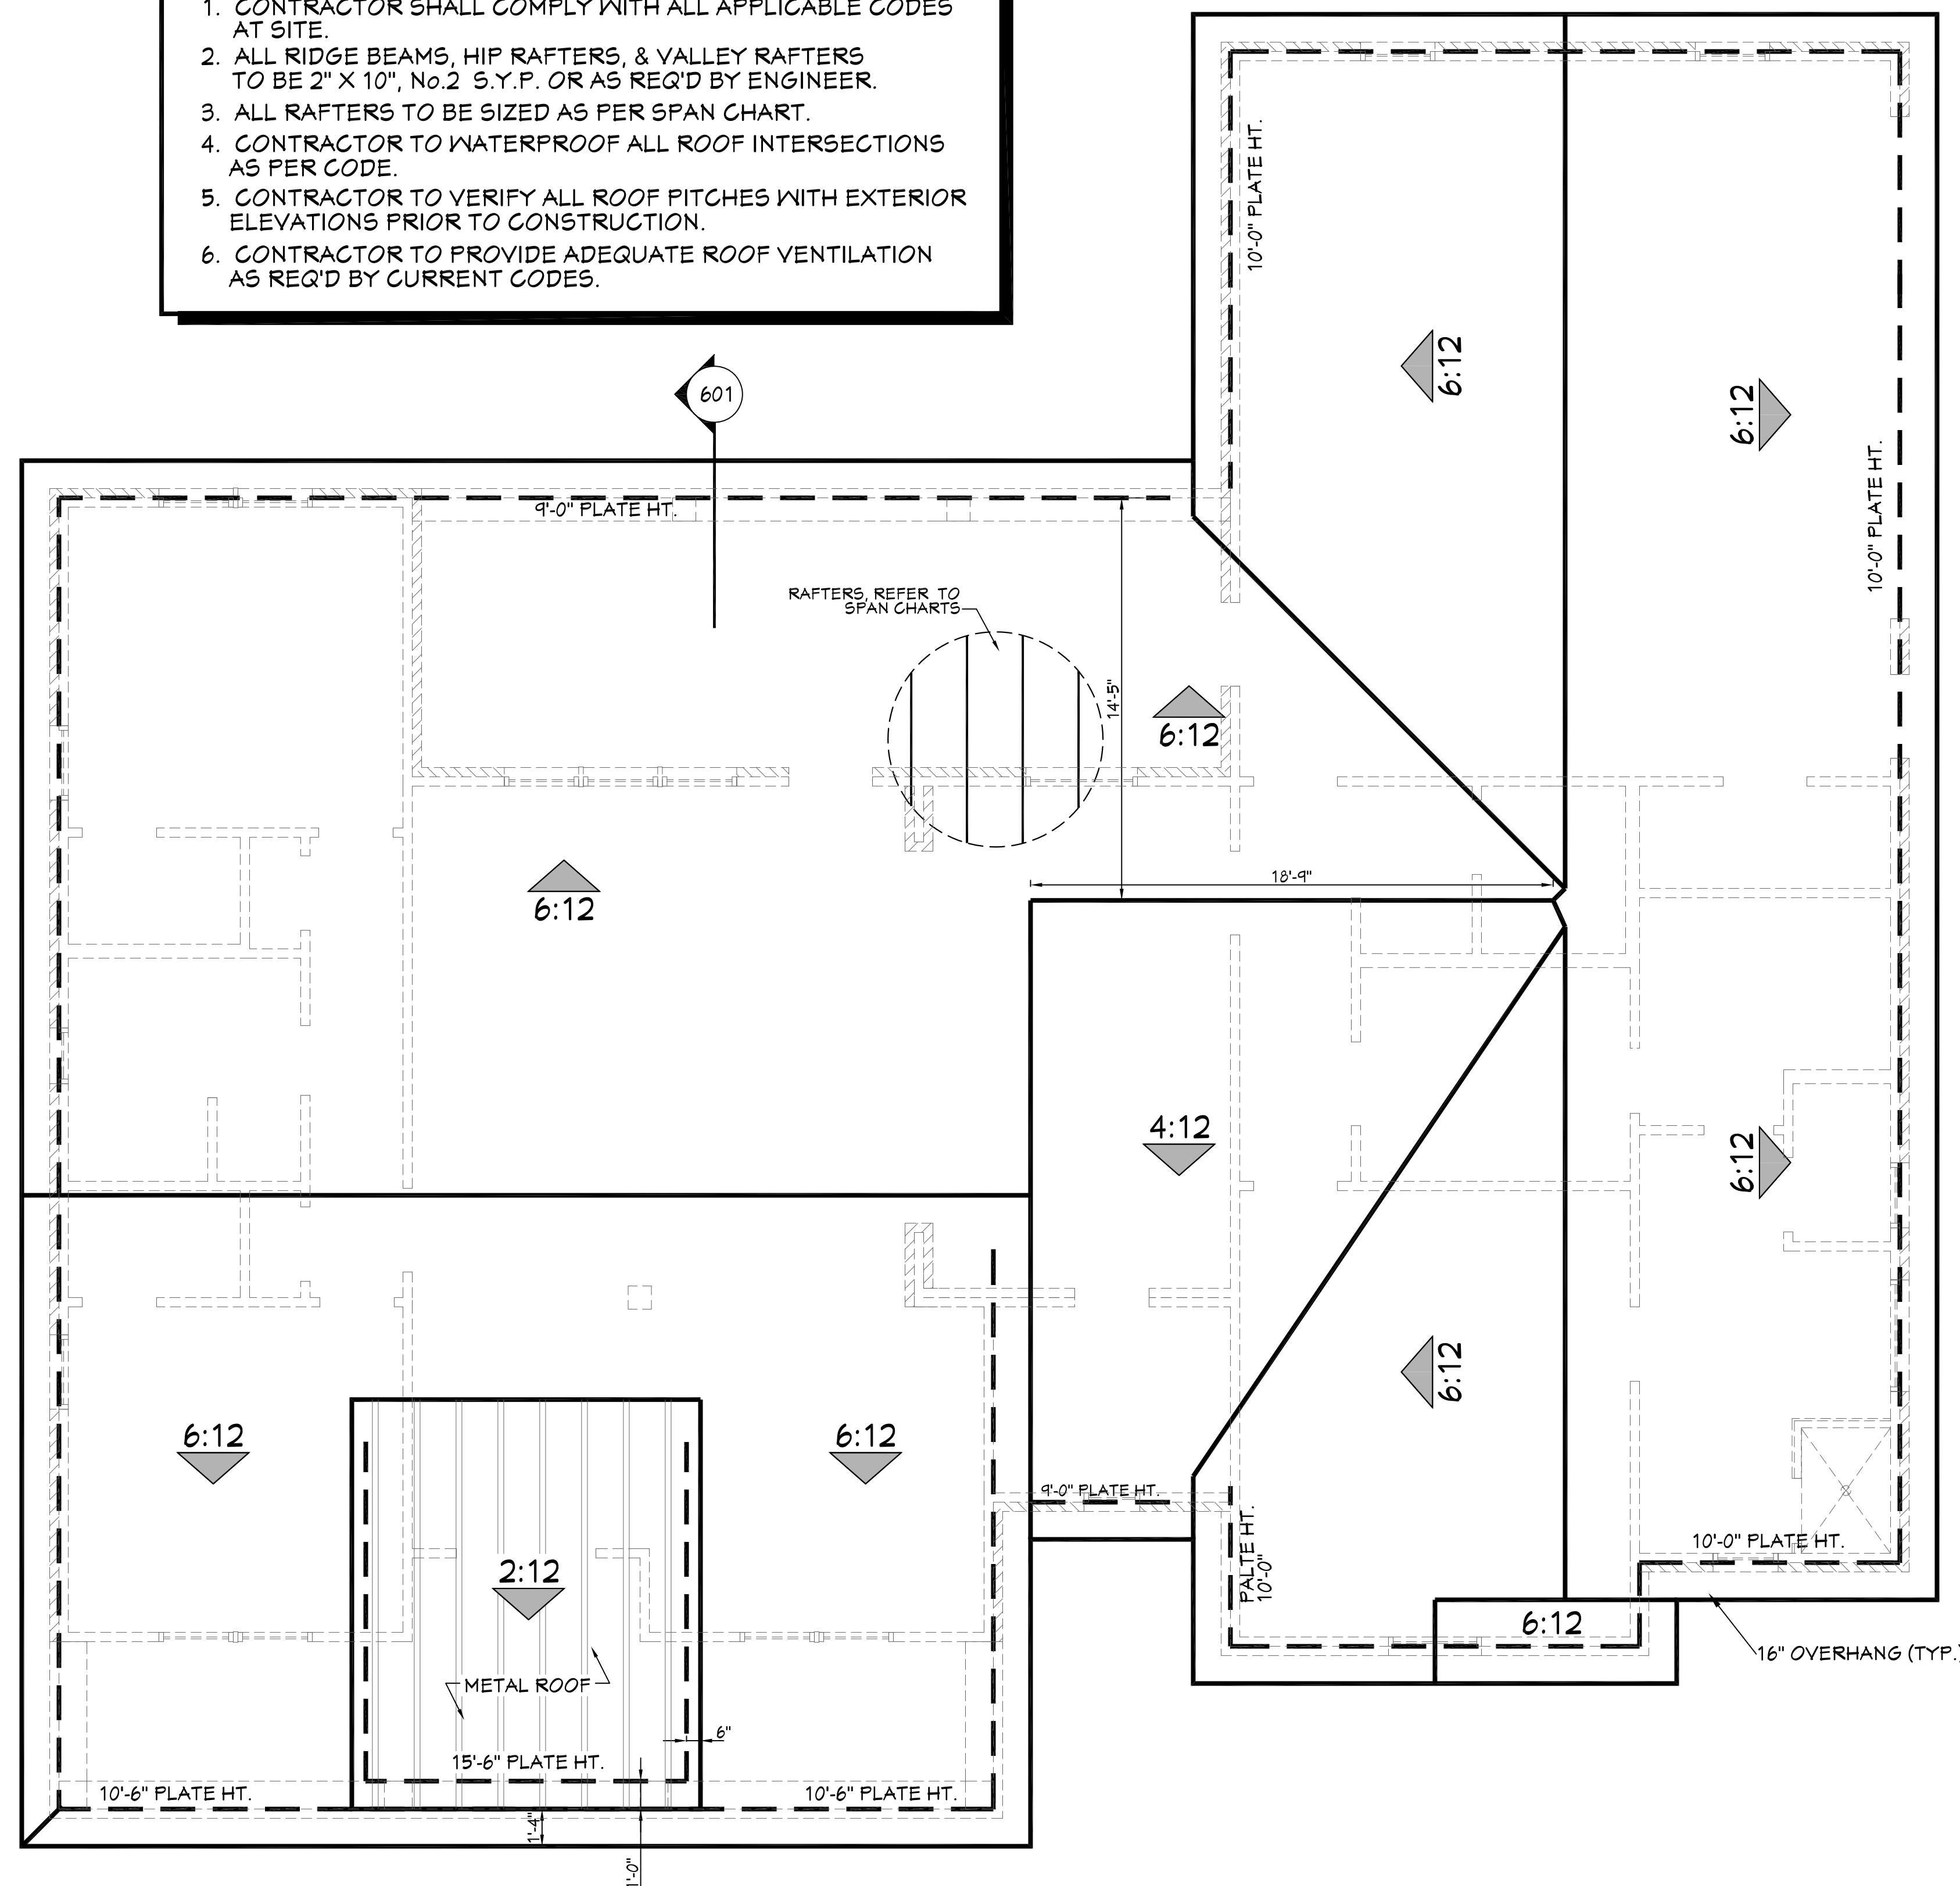 1. CONTRACTOR SHALL COMPLY WITH ALL APPLICABLE CODES
AT SITE.
2. ALL RIDGE BEAMS, HIP RAFTERS, & VALLEY RAFTERS
TO BE 2" X 10", No.2 S.Y.P. OR AS REQ'D BY ENGINEER.
3. ALL RAFTERS TO BE SIZED AS PER SPAN CHART.
4. CONTRACTOR TO WATERPROOF ALL ROOF INTERSECTIONS
AS PER CODE.
5. CONTRACTOR TO VERIFY ALL ROOF PITCHES WITH EXTERIOR
ELEVATIONS PRIOR TO CONSTRUCTION.
6. CONTRACTOR TO PROVIDE ADEQUATE ROOF VENTILATION
AS REQ'D BY CURRENT CODES.
10'-0" PLATE HT.
6:12
6:12
601
10'-0" PLATE HT.
9'-0" PLATE HT.
RAFTERS, REFER TO
SPAN CHARTS
14'-5"
6:12
18'-9"
6:12
4:12
6:12
6:12
6:12
6:12
9'-0" PLATE HT.
PALTE HT.
10'-0"
10'-0" PLATE HT.
2:12
6:12
16" OVERHANG (TYP.)
METAL ROOF
6"
15'-6" PLATE HT.
10'-6" PLATE HT.
10'-6" PLATE HT.
1'-4"
1'-0"